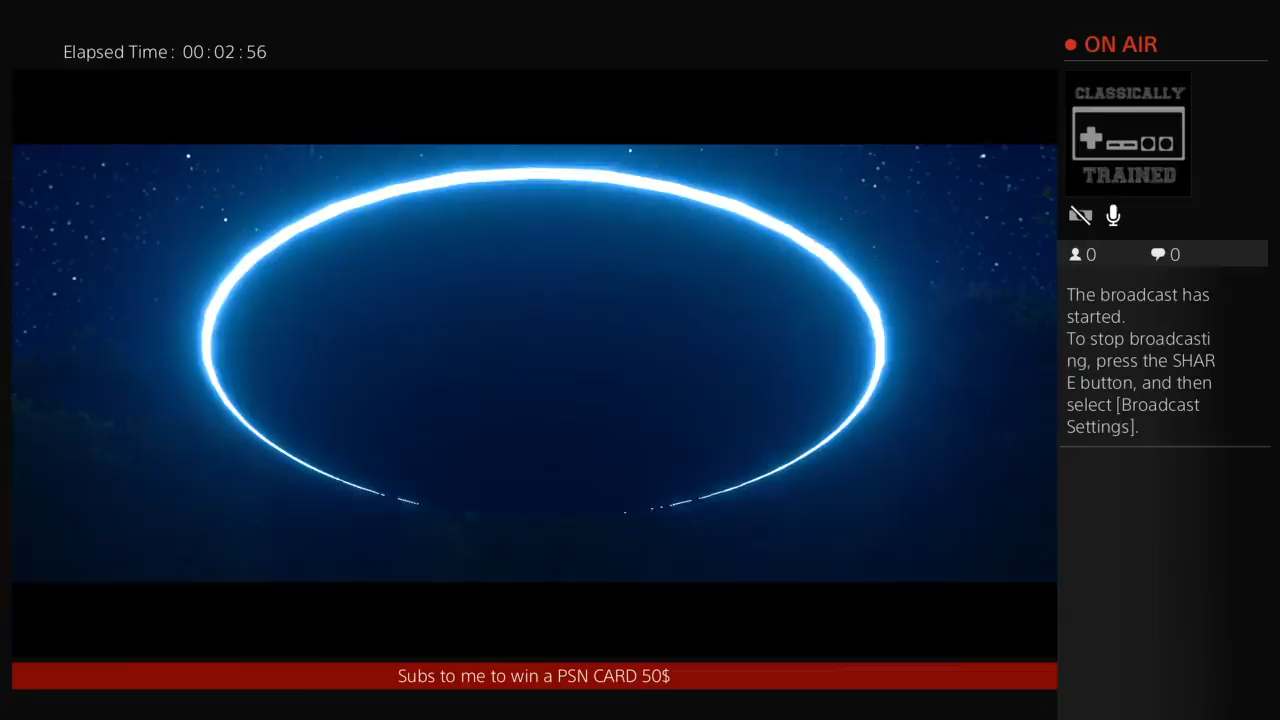 Elapsed Time: 00:02:56
ON AIR
CLASSICALLY
TRAINED
0
0
The broadcast has
started.
To stop broadcasti
ng, press the SHAR
E button, and then
select [Broadcast
Settings].
Subs to me to win a PSN CARD 50$